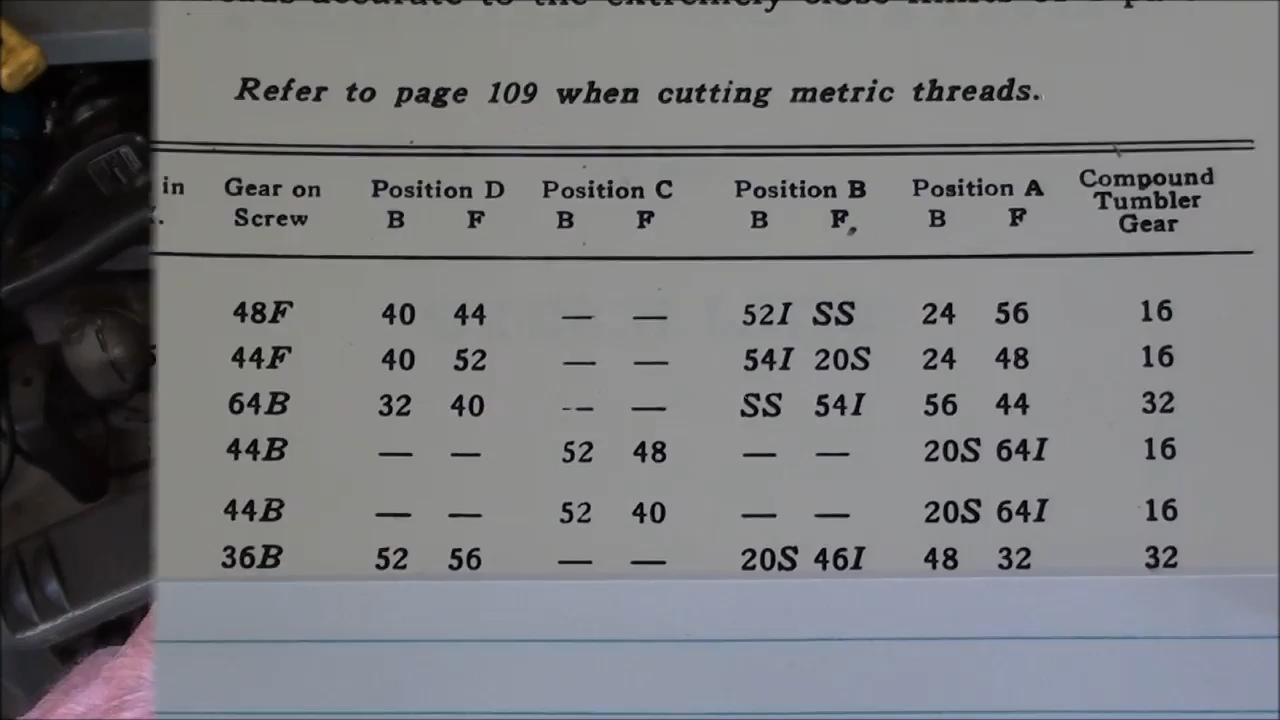 Refer to page 109 when cutting metric threads.
in Gear on Position D Position C Position B Position A Compound
Screw B F B F B F B F Tumbler
Gear
48F 40 44 — — 52I SS 24 56 16
44F 40 52 — — 54I 20S 24 48 16
64B 32 40 -- — SS 54I 56 44 32
44B — — 52 48 — — 20S 64I 16
44B — — 52 40 — — 20S 64I 16
36B 52 56 — — 20S 46I 48 32 32